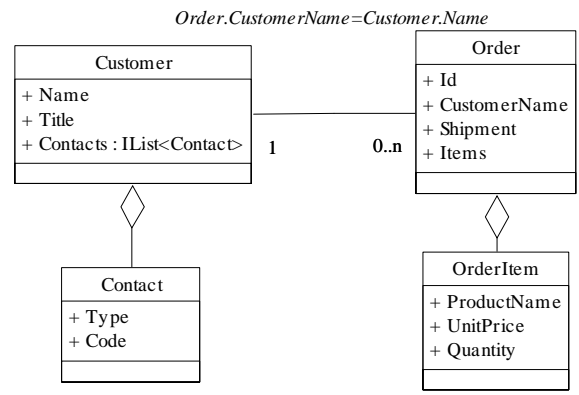 Order.CustomerName=Customer.Name
Customer
+ Name
+ Title
+ Contacts : IList<Contact>
1
0..n
Order
+ Id
+ CustomerName
+ Shipment
+ Items
Contact
+ Type
+ Code
OrderItem
+ ProductName
+ UnitPrice
+ Quantity